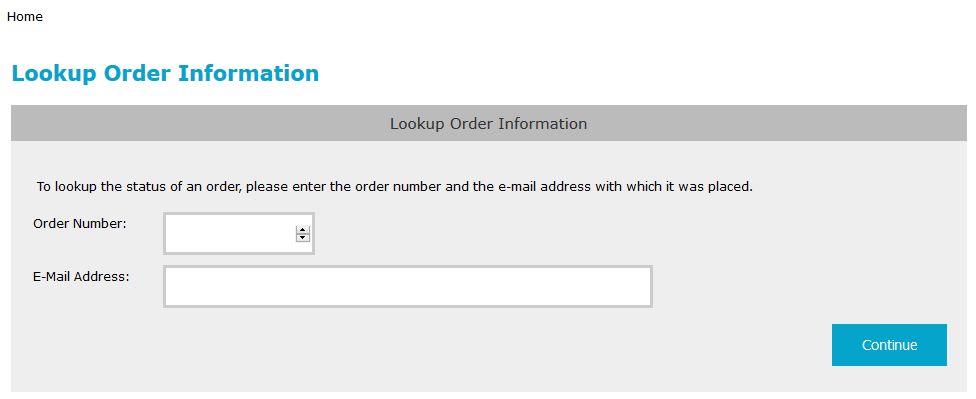 Home
Lookup Order Information
Lookup Order Information
To lookup the status of an order, please enter the order number and the e-mail address with which it was placed.
Order Number:
E-Mail Address:
Continue